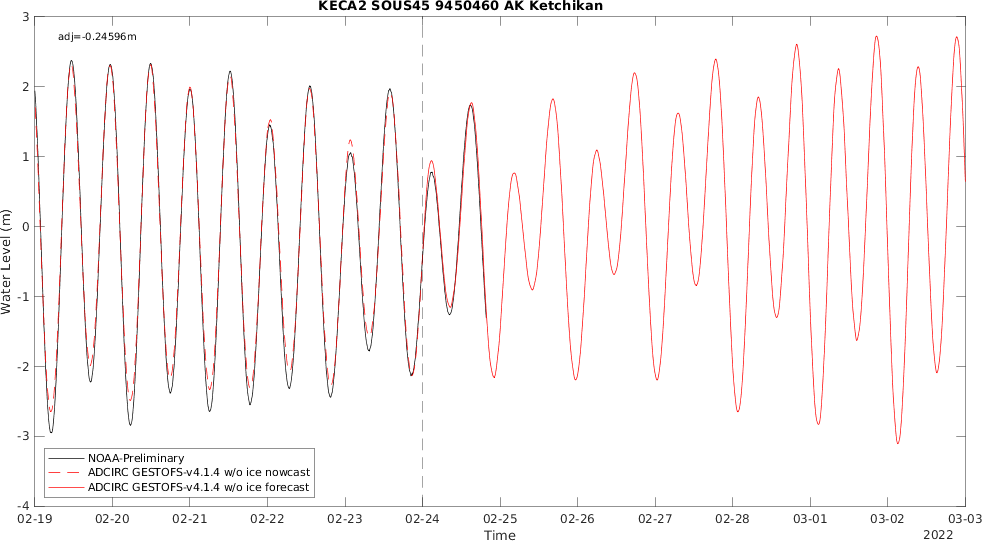 KECA2 SOUS45 9450460 AK Ketchikan
adj=-0.24596m
3
2
1
0
-1
-2
-3
-4
Water Level (m)
NOAA-Preliminary
ADCIRC GESTOFS-v4.1.4 w/o ice nowcast
ADCIRC GESTOFS-v4.1.4 w/o ice forecast
02-19 02-20 02-21 02-22 02-23 02-24 02-25 02-26 02-27 02-28 03-01 03-02 03-03
Time
2022